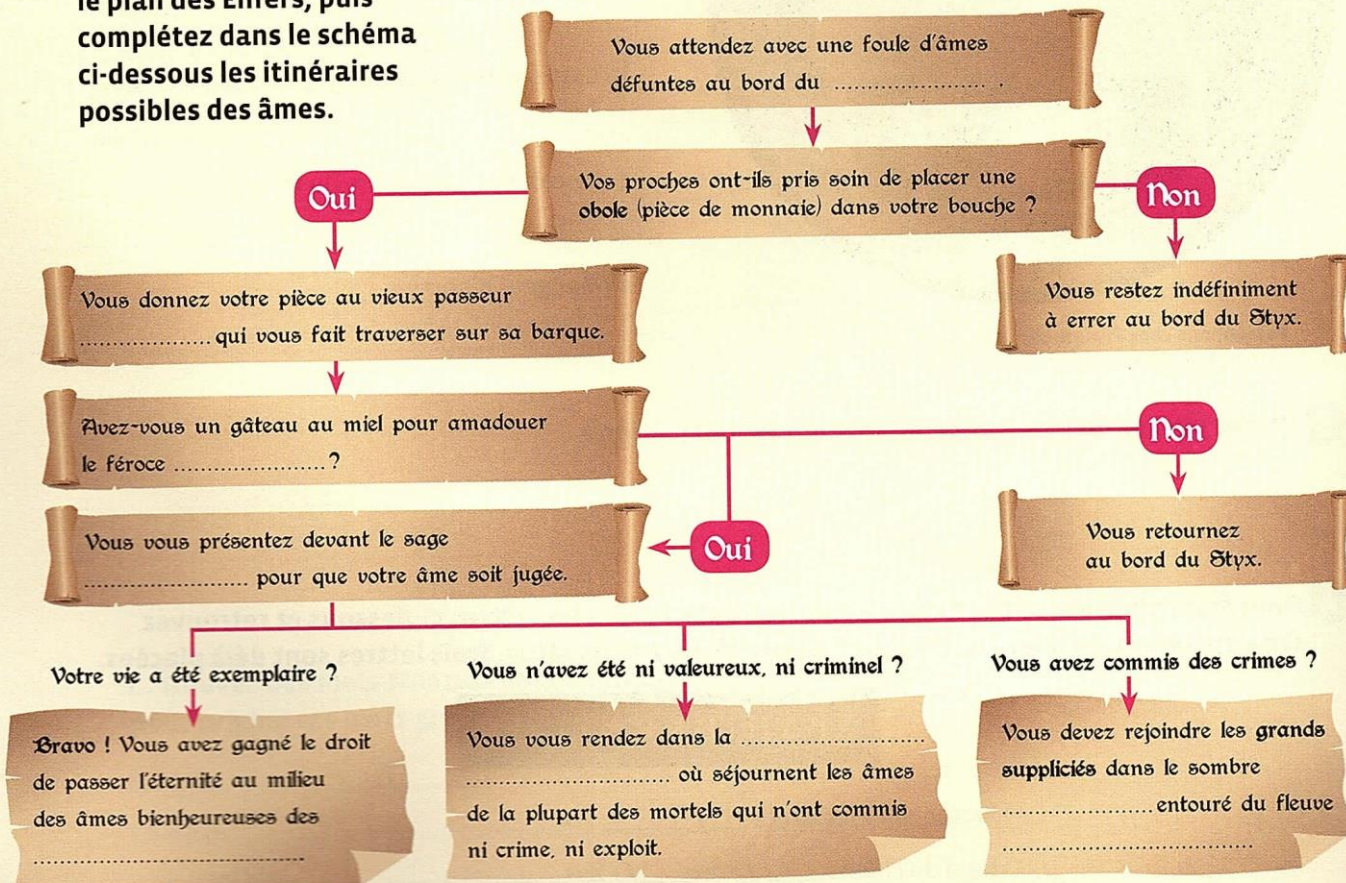 le plan des Enfers, puis
complétez dans le schéma
ci-dessous les itinéraires
possibles des âmes.
Vous attendez avec une foule d'âmes
défuntes au bord du ....................... .
Vos proches ont-ils pris soin de placer une
obole (pièce de monnaie) dans votre bouche ?
Oui
Non
Vous donnez votre pièce au vieux passeur
.................... qui vous fait traverser sur sa barque.
Vous restez indéfiniment
à errer au bord du Styx.
Avez-vous un gâteau au miel pour amadouer
le féroce ....................... ?
Non
Oui
Vous vous présentez devant le sage
......................... pour que votre âme soit jugée.
Vous retournez
au bord du Styx.
Votre vie a été exemplaire ?
Vous n'avez été ni valeureux, ni criminel ?
Vous avez commis des crimes ?
Bravo ! Vous avez gagné le droit
de passer l'éternité au milieu
des âmes bienheureuses des
.........................................
Vous vous rendez dans la ............................
............................... où séjournent les âmes
de la plupart des mortels qui n'ont commis
ni crime, ni exploit.
Vous devez rejoindre les grands
suppliciés dans le sombre
....................... entouré du fleuve
......................................